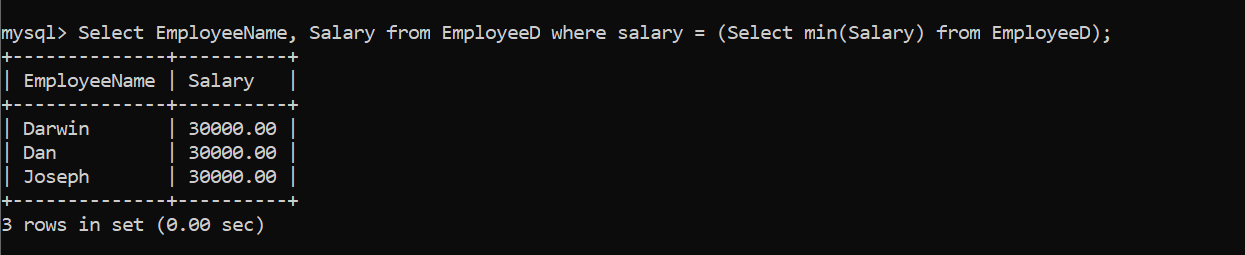 mysql> Select EmployeeName, Salary from EmployeeD where salary = (Select min(Salary) from EmployeeD);
+--------------+----------+
| EmployeeName | Salary   |
+--------------+----------+
| Darwin       | 30000.00 |
| Dan          | 30000.00 |
| Joseph       | 30000.00 |
+--------------+----------+
3 rows in set (0.00 sec)